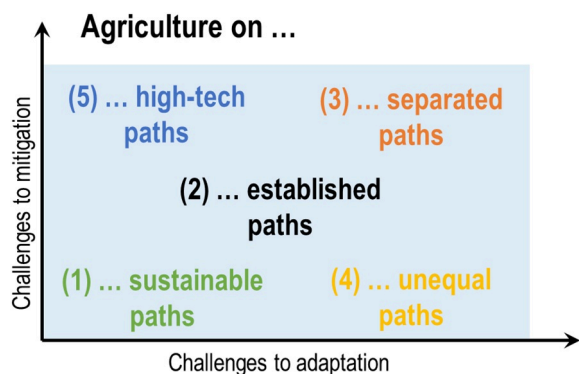 Agriculture on …
(5) … high-tech
paths
(3) … separated
paths
(2) … established
paths
(1) … sustainable
paths
(4) … unequal
paths
Challenges to mitigation
Challenges to adaptation